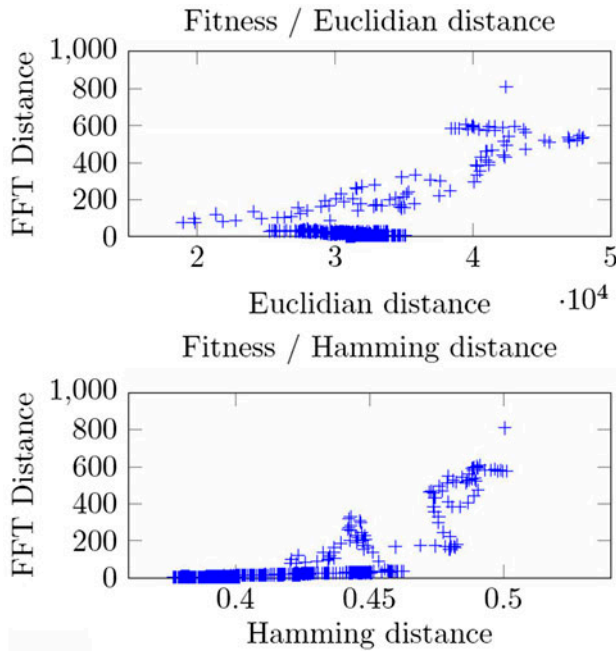 Fitness / Euclidian distance
1,000
800
600
400
200
0
FFT Distance
2 3 4 5
Euclidian distance
·10⁴
Fitness / Hamming distance
1,000
800
600
400
200
0
FFT Distance
0.4 0.45 0.5
Hamming distance